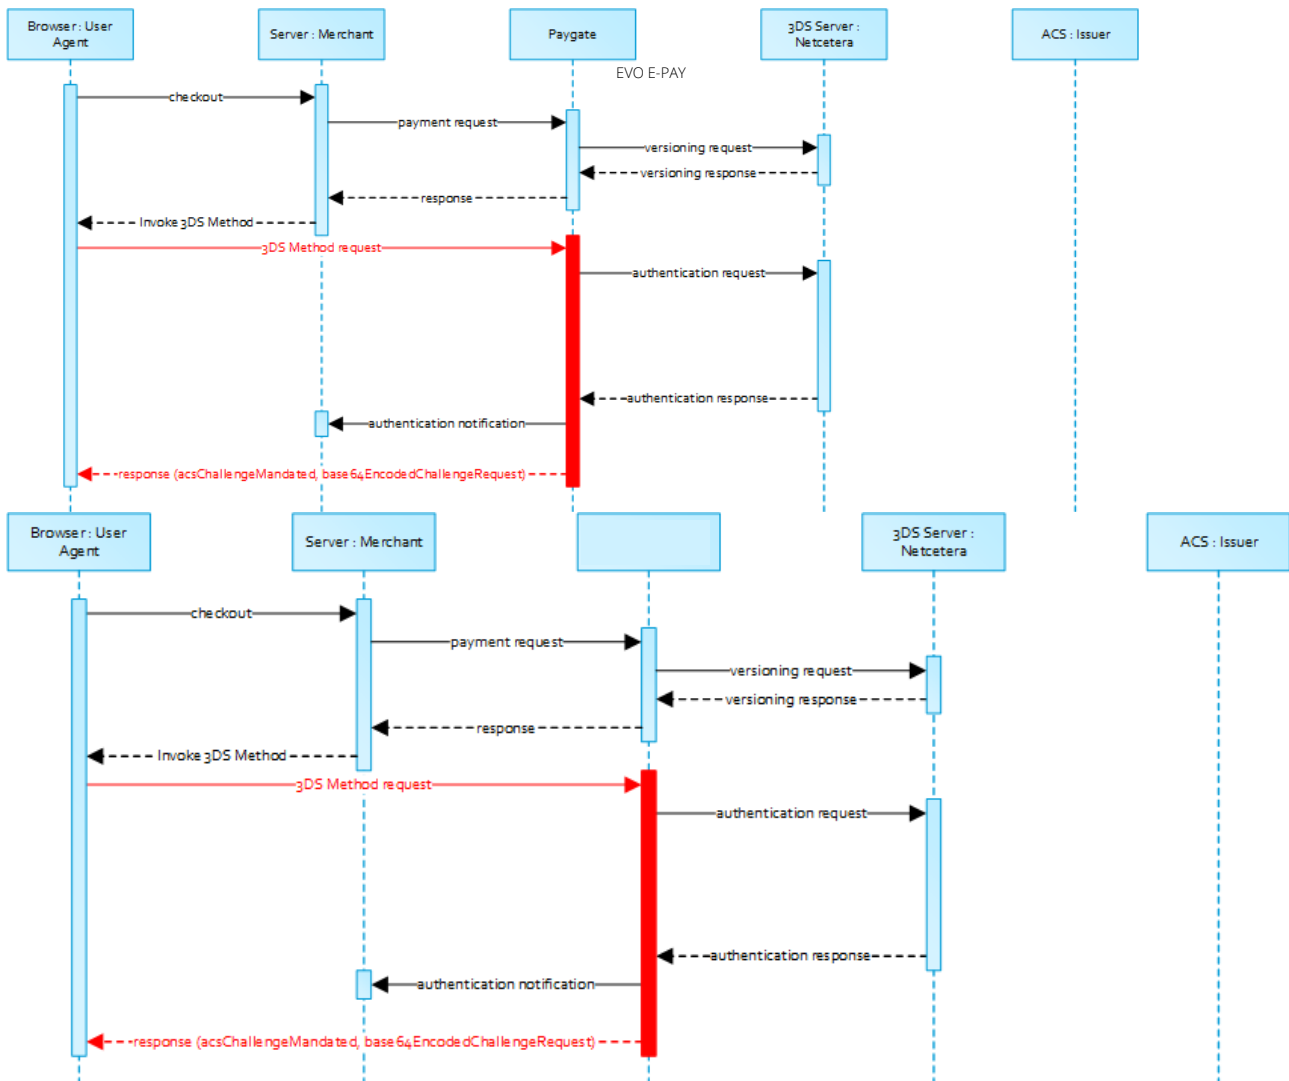 Browser : User
Agent
Server : Merchant
Paygate
3DS Server :
Netcetera
ACS : Issuer
EVO E-PAY
checkout
payment request
versioning request
versioning response
response
Invoke 3DS Method
3DS Method request
authentication request
authentication response
authentication notification
response (acsChallengeMandated, base64EncodedChallengeRequest)
Browser : User
Agent
Server : Merchant
3DS Server :
Netcetera
ACS : Issuer
checkout
payment request
versioning request
versioning response
response
Invoke 3DS Method
3DS Method request
authentication request
authentication response
authentication notification
response (acsChallengeMandated, base64EncodedChallengeRequest)